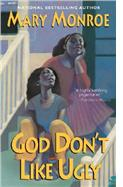 NATIONAL BESTSELLING AUTHOR
MARY MONROE
GOD DON'T
LIKE UGLY